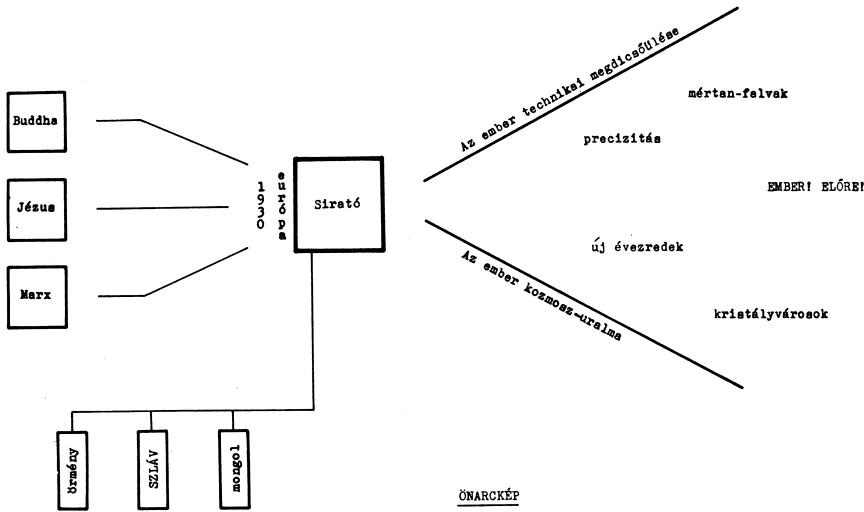 Buddha
Jézus
Marx
1930
európa
Sirató
örmény
SZLÁV
mongol
Az ember technikai megdicsőülése
mértan-falvak
precizitás
EMBER! ELŐRE!
új évezredek
Az ember kozmosz-uralma
kristályvárosok
ÖNARCKÉP